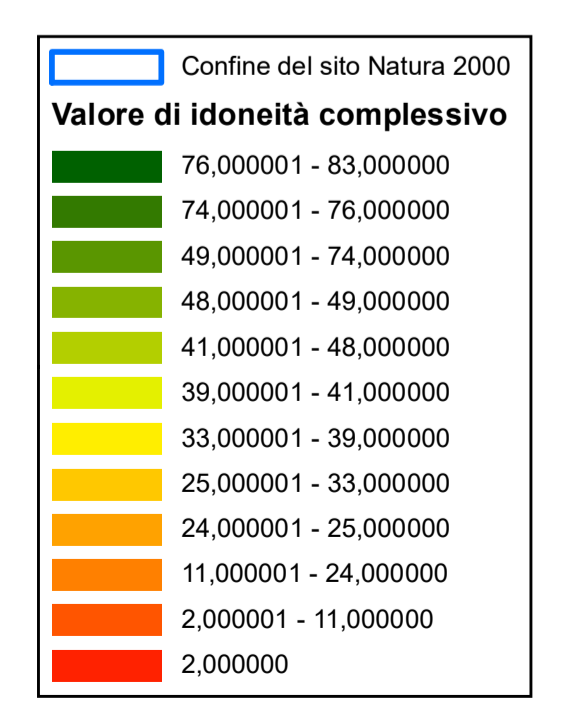 Confine del sito Natura 2000
Valore di idoneità complessivo
76,000001 - 83,000000
74,000001 - 76,000000
49,000001 - 74,000000
48,000001 - 49,000000
41,000001 - 48,000000
39,000001 - 41,000000
33,000001 - 39,000000
25,000001 - 33,000000
24,000001 - 25,000000
11,000001 - 24,000000
2,000001 - 11,000000
2,000000